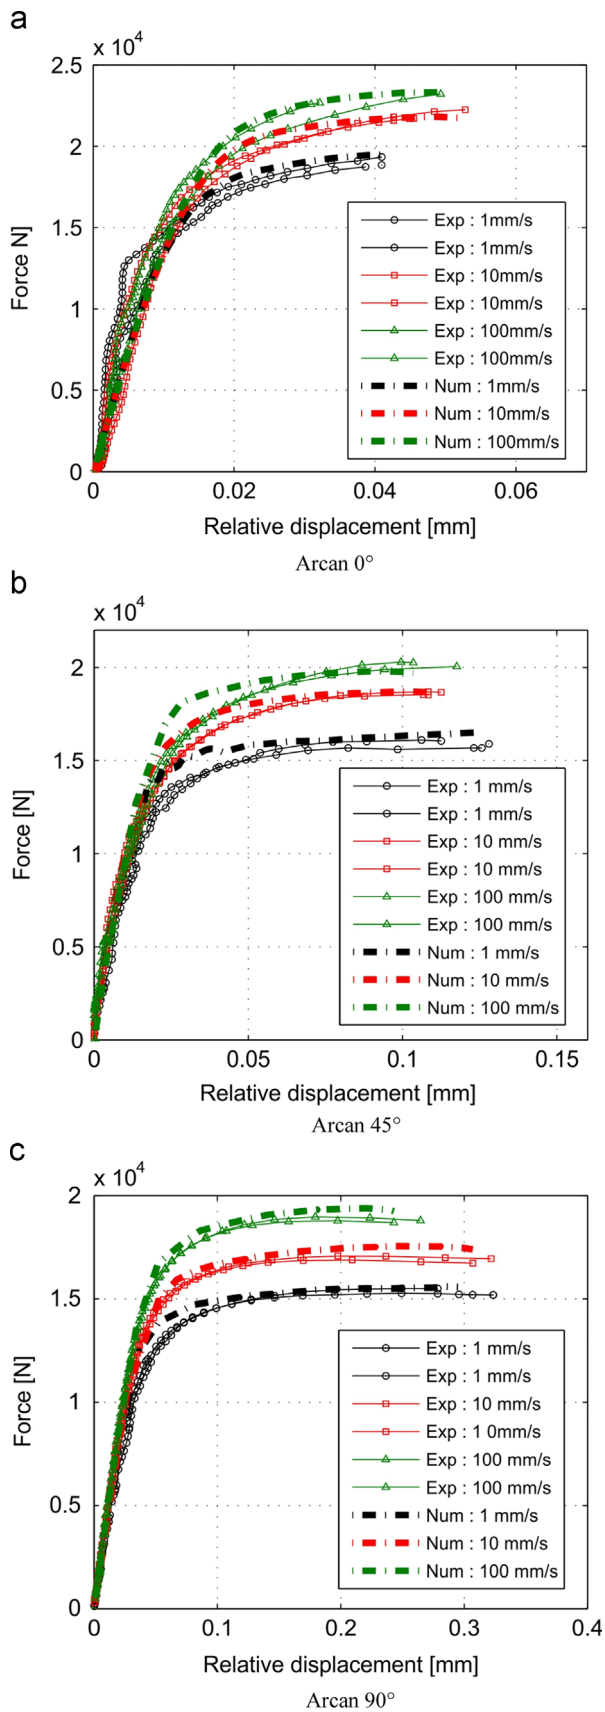 a
x 10⁴
2.5
2
1.5
1
0.5
0
Force N]
Exp : 1mm/s
Exp : 1mm/s
Exp : 10mm/s
Exp : 10mm/s
Exp : 100mm/s
Exp : 100mm/s
Num : 1mm/s
Num : 10mm/s
Num : 100mm/s
0 0.02 0.04 0.06
Relative displacement [mm]
Arcan 0°
b
x 10⁴
2
1.5
1
0.5
0
Force [N]
Exp : 1 mm/s
Exp : 1 mm/s
Exp : 10 mm/s
Exp : 10 mm/s
Exp : 100 mm/s
Exp : 100 mm/s
Num : 1 mm/s
Num : 10 mm/s
Num : 100 mm/s
0 0.05 0.1 0.15
Relative displacement [mm]
Arcan 45°
c
x 10⁴
2
1.5
1
0.5
0
Force [N]
Exp : 1 mm/s
Exp : 1 mm/s
Exp : 10 mm/s
Exp : 1 0mm/s
Exp : 100 mm/s
Exp : 100 mm/s
Num : 1 mm/s
Num : 10 mm/s
Num : 100 mm/s
0 0.1 0.2 0.3 0.4
Relative displacement [mm]
Arcan 90°